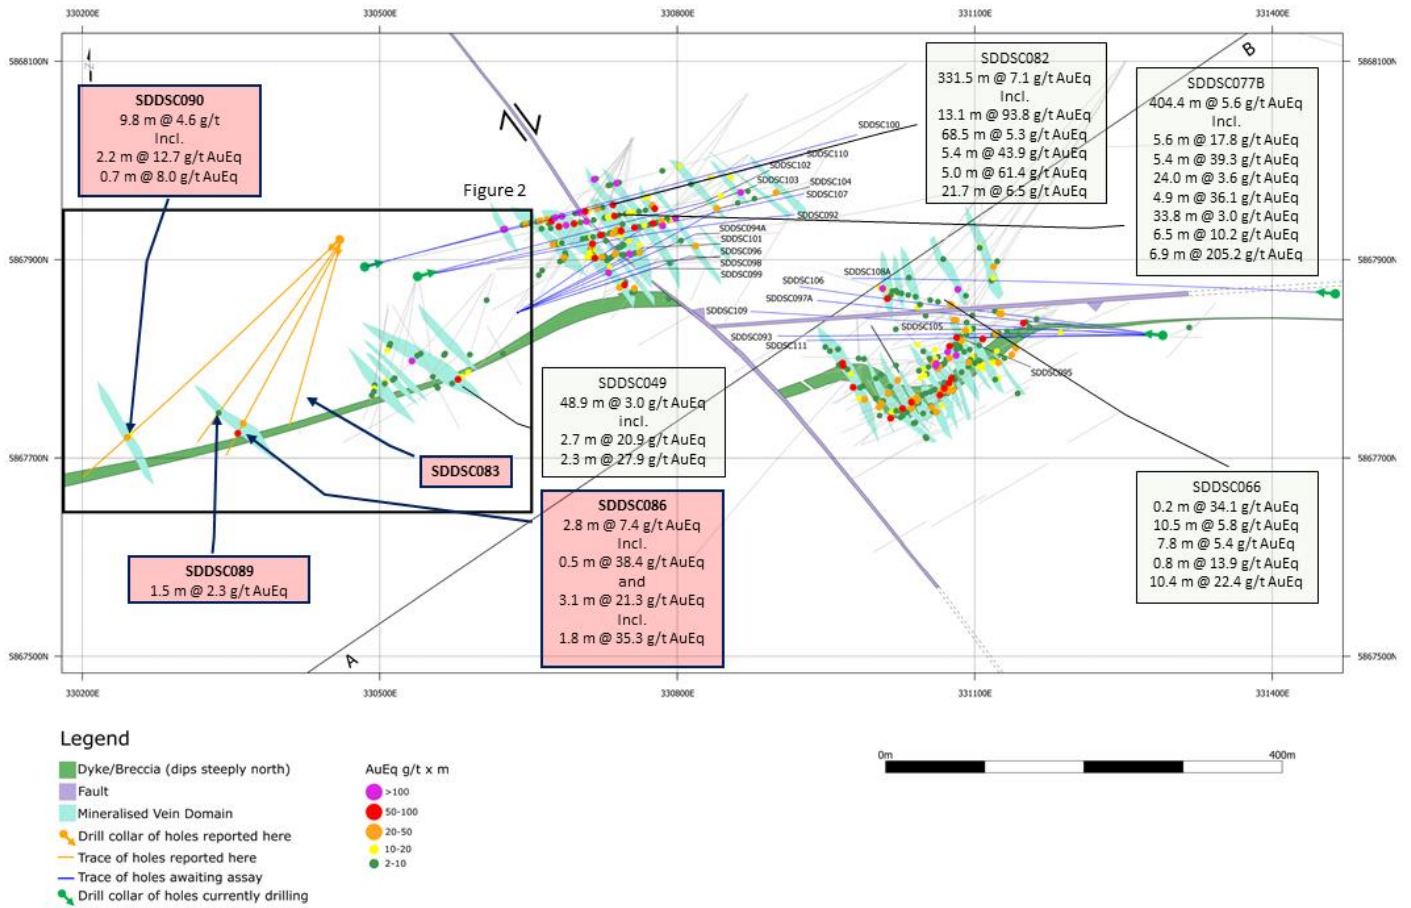 330200E
330500E
330800E
331100E
331400E
5868100N
5868100N
5867900N
5867900N
5867700N
5867700N
5867500N
5867500N
330200E
330500E
330800E
331100E
331400E
SDDSC090
9.8 m @ 4.6 g/t
Incl.
2.2 m @ 12.7 g/t AuEq
0.7 m @ 8.0 g/t AuEq
Figure 2
SDDSC082
331.5 m @ 7.1 g/t AuEq
Incl.
13.1 m @ 93.8 g/t AuEq
68.5 m @ 5.3 g/t AuEq
5.4 m @ 43.9 g/t AuEq
5.0 m @ 61.4 g/t AuEq
21.7 m @ 6.5 g/t AuEq
B
SDDSC077B
404.4 m @ 5.6 g/t AuEq
Incl.
5.6 m @ 17.8 g/t AuEq
5.4 m @ 39.3 g/t AuEq
24.0 m @ 3.6 g/t AuEq
4.9 m @ 36.1 g/t AuEq
33.8 m @ 3.0 g/t AuEq
6.5 m @ 10.2 g/t AuEq
6.9 m @ 205.2 g/t AuEq
SDDSC100
SDDSC110
SDDSC102
SDDSC103
SDDSC104
SDDSC107
SDDSC092
SDDSC094A
SDDSC101
SDDSC096
SDDSC098
SDDSC099
SDDSC108A
SDDSC106
SDDSC097A
SDDSC109
SDDSC105
SDDSC093
SDDSC111
SDDSC095
SDDSC049
48.9 m @ 3.0 g/t AuEq
incl.
2.7 m @ 20.9 g/t AuEq
2.3 m @ 27.9 g/t AuEq
SDDSC083
SDDSC086
2.8 m @ 7.4 g/t AuEq
Incl.
0.5 m @ 38.4 g/t AuEq
and
3.1 m @ 21.3 g/t AuEq
Incl.
1.8 m @ 35.3 g/t AuEq
SDDSC066
0.2 m @ 34.1 g/t AuEq
10.5 m @ 5.8 g/t AuEq
7.8 m @ 5.4 g/t AuEq
0.8 m @ 13.9 g/t AuEq
10.4 m @ 22.4 g/t AuEq
SDDSC089
1.5 m @ 2.3 g/t AuEq
A
Legend
Dyke/Breccia (dips steeply north)
Fault
Mineralised Vein Domain
Drill collar of holes reported here
Trace of holes reported here
Trace of holes awaiting assay
Drill collar of holes currently drilling
AuEq g/t x m
>100
50-100
20-50
10-20
2-10
0m
400m